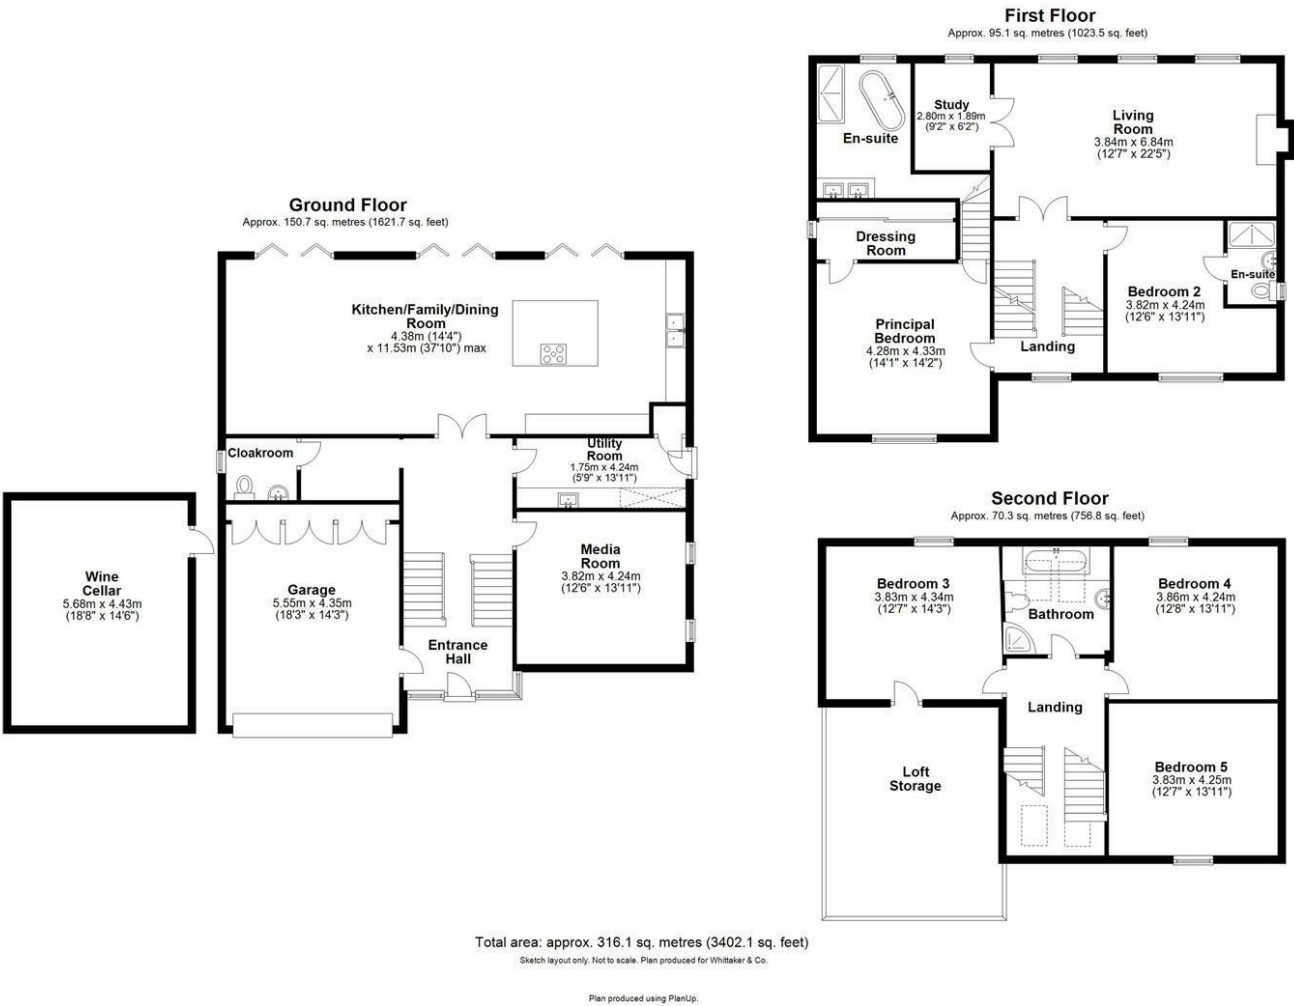 First Floor
Approx. 95.1 sq. metres (1023.5 sq. feet)
En-suite
Study
2.80m x 1.89m
(9'2" x 6'2")
Living
Room
3.84m x 6.84m
(12'7" x 22'5")
Dressing
Room
Principal
Bedroom
4.28m x 4.33m
(14'1" x 14'2")
Landing
Bedroom 2
3.82m x 4.24m
(12'6" x 13'11")
En-suite
Ground Floor
Approx. 150.7 sq. metres (1621.7 sq. feet)
Kitchen/Family/Dining
Room
4.38m (14'4")
x 11.53m (37'10") max
Cloakroom
Utility
Room
1.75m x 4.24m
(5'9" x 13'11")
Wine
Cellar
5.68m x 4.43m
(18'8" x 14'6")
Garage
5.55m x 4.35m
(18'3" x 14'3")
Entrance
Hall
Media
Room
3.82m x 4.24m
(12'6" x 13'11")
Second Floor
Approx. 70.3 sq. metres (756.8 sq. feet)
Bedroom 3
3.83m x 4.34m
(12'7" x 14'3")
Bathroom
Bedroom 4
3.86m x 4.24m
(12'8" x 13'11")
Landing
Loft
Storage
Bedroom 5
3.83m x 4.25m
(12'7" x 13'11")
Total area: approx. 316.1 sq. metres (3402.1 sq. feet)
Sketch layout only. Not to scale. Plan produced for Whittaker & Co.
Plan produced using PlanUp.